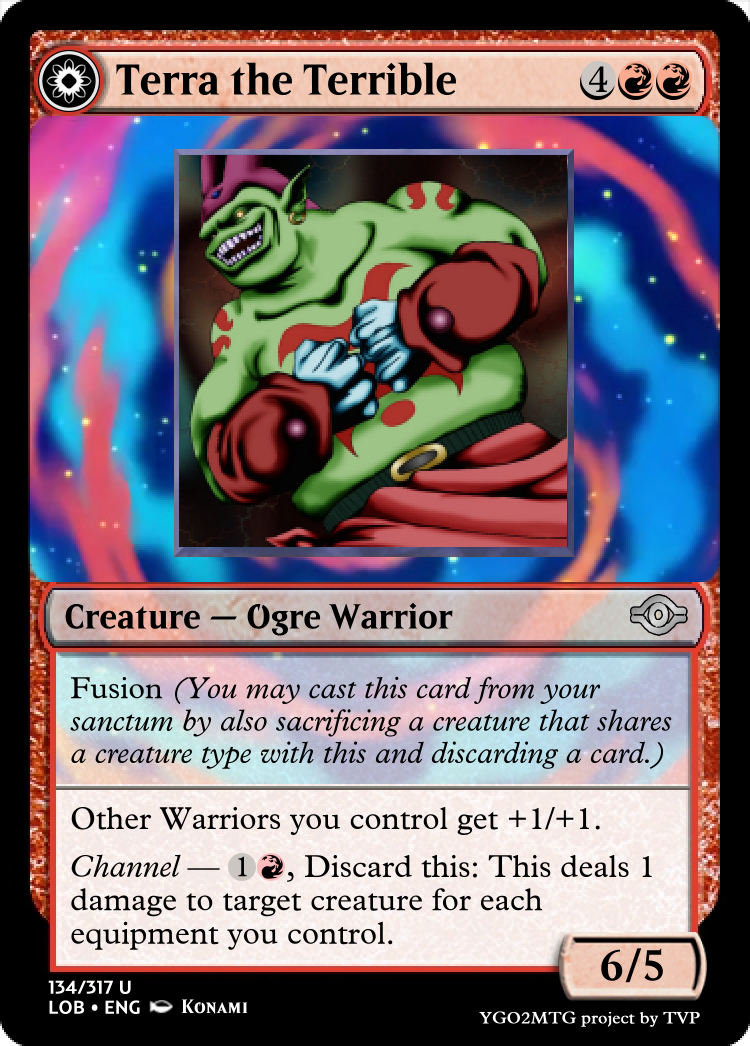 Terra the Terrible 4
Creature — Ogre Warrior
Fusion (You may cast this card from your
sanctum by also sacrificing a creature that shares
a creature type with this and discarding a card.)
Other Warriors you control get +1/+1.
Channel — 1, Discard this: This deals 1
damage to target creature for each
equipment you control.
6/5
134/317 U
LOB • ENG KONAMI
YGO2MTG project by TVP